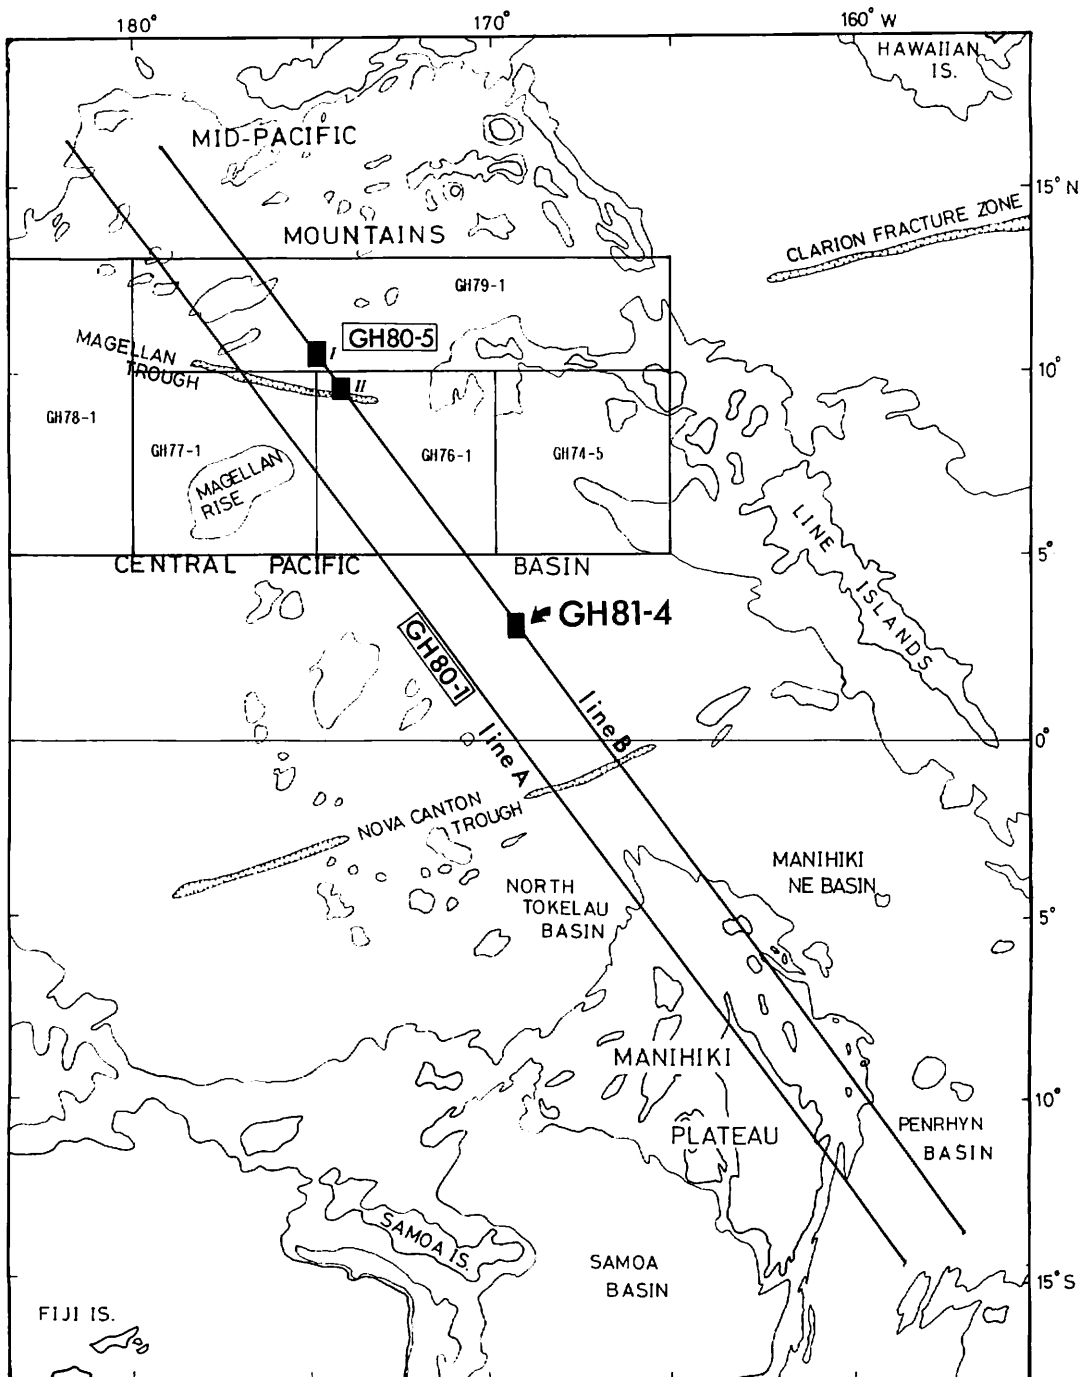 180°
170°
160° W
HAWAIIAN
IS.
MID-PACIFIC
15° N
CLARION FRACTURE ZONE
MOUNTAINS
GH79-1
GH80-5
I
MAGELLAN
TROUGH
10°
II
GH78-1
GH77-1
GH76-1
GH74-5
MAGELLAN
RISE
LINE
ISLANDS
5°
CENTRAL PACIFIC BASIN
GH81-4
GH80-1
line B
line A
0°
NOVA CANTON
TROUGH
MANIHIKI
NE BASIN
NORTH
TOKELAU
BASIN
5°
MANIHIKI
PLATEAU
10°
PENRHYN
BASIN
SAMOA IS.
SAMOA
BASIN
15° S
FIJI IS.